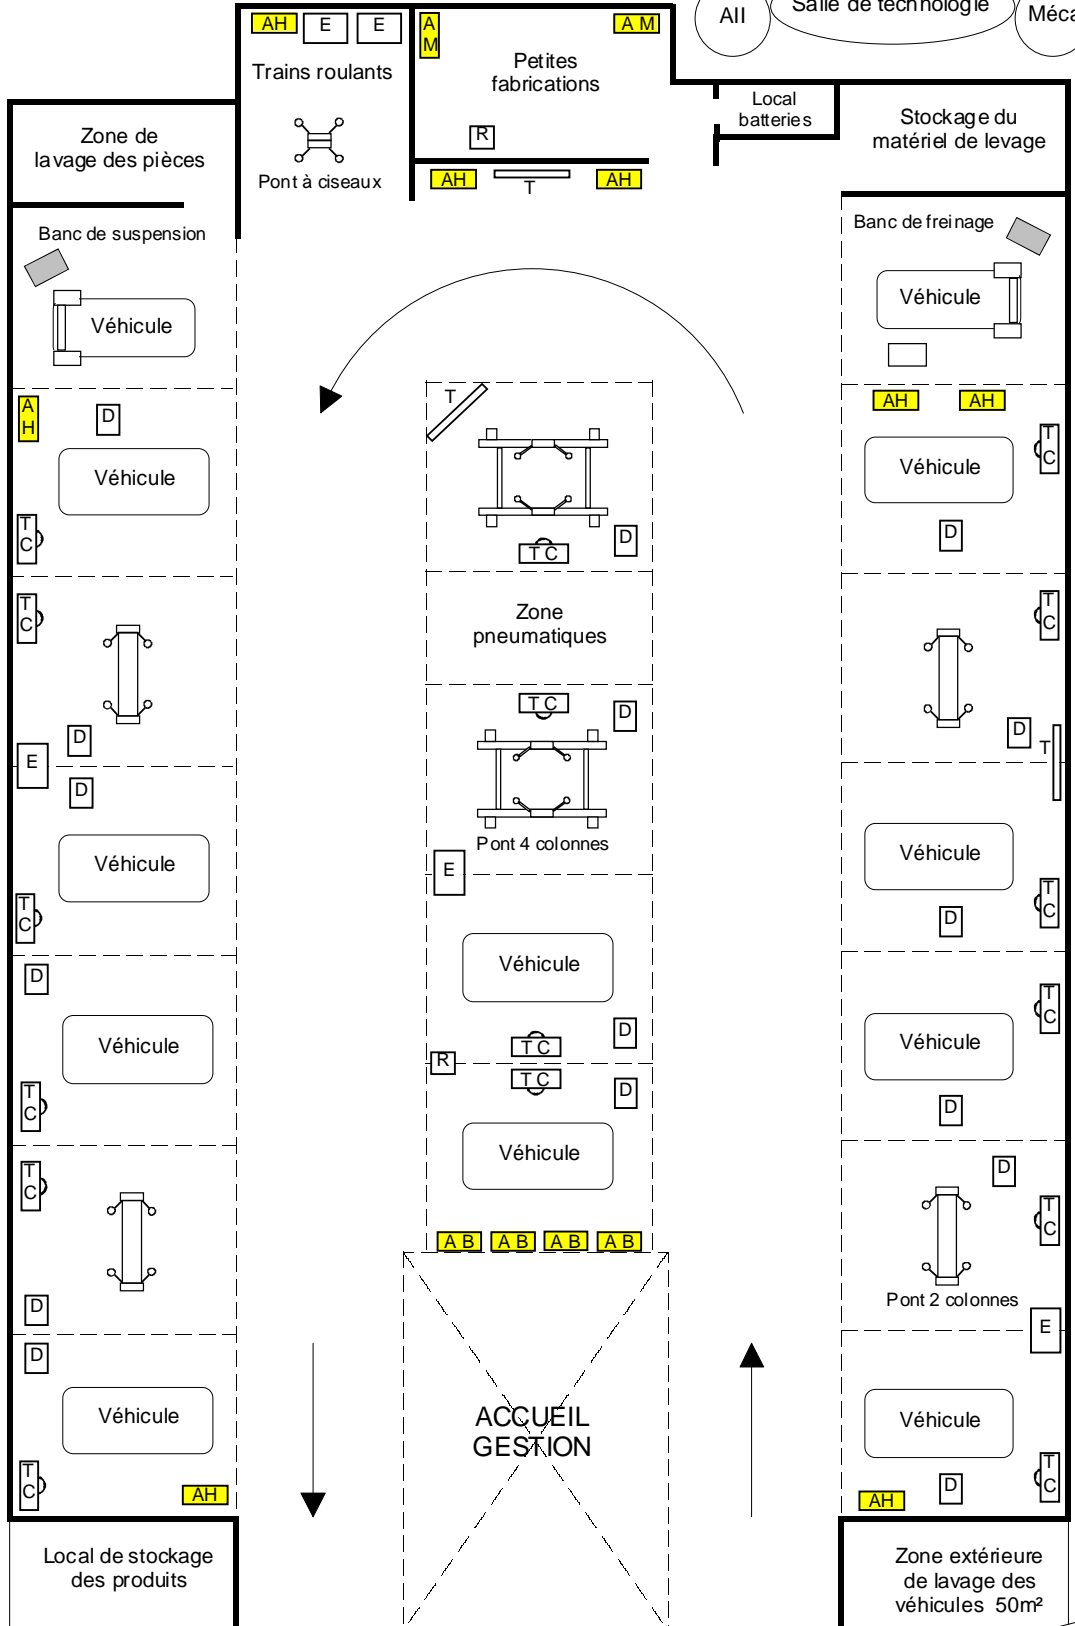 AII
Salle de technologie
Méca
AH
E
E
A
M
A M
Trains roulants
Petites
fabrications
Local
batteries
Stockage du
matériel de levage
Zone de
lavage des pièces
R
Pont à ciseaux
AH
T
AH
Banc de suspension
Banc de freinage
Véhicule
Véhicule
A
H
D
T
AH
AH
T
C
Véhicule
Véhicule
T
C
T C
D
D
T
C
Zone
pneumatiques
T
C
T C
D
D
D
T
E
D
Pont 4 colonnes
Véhicule
Véhicule
E
T
C
T
C
D
D
Véhicule
T
C
D
Véhicule
D
T C
Véhicule
R
T C
D
D
T
C
Véhicule
T
C
D
T
C
A B
A B
A B
A B
D
Pont 2 colonnes
E
D
Véhicule
ACCUEIL
GESTION
Véhicule
T
C
AH
AH
D
T
C
Local de stockage
des produits
Zone extérieure
de lavage des
véhicules 50m²